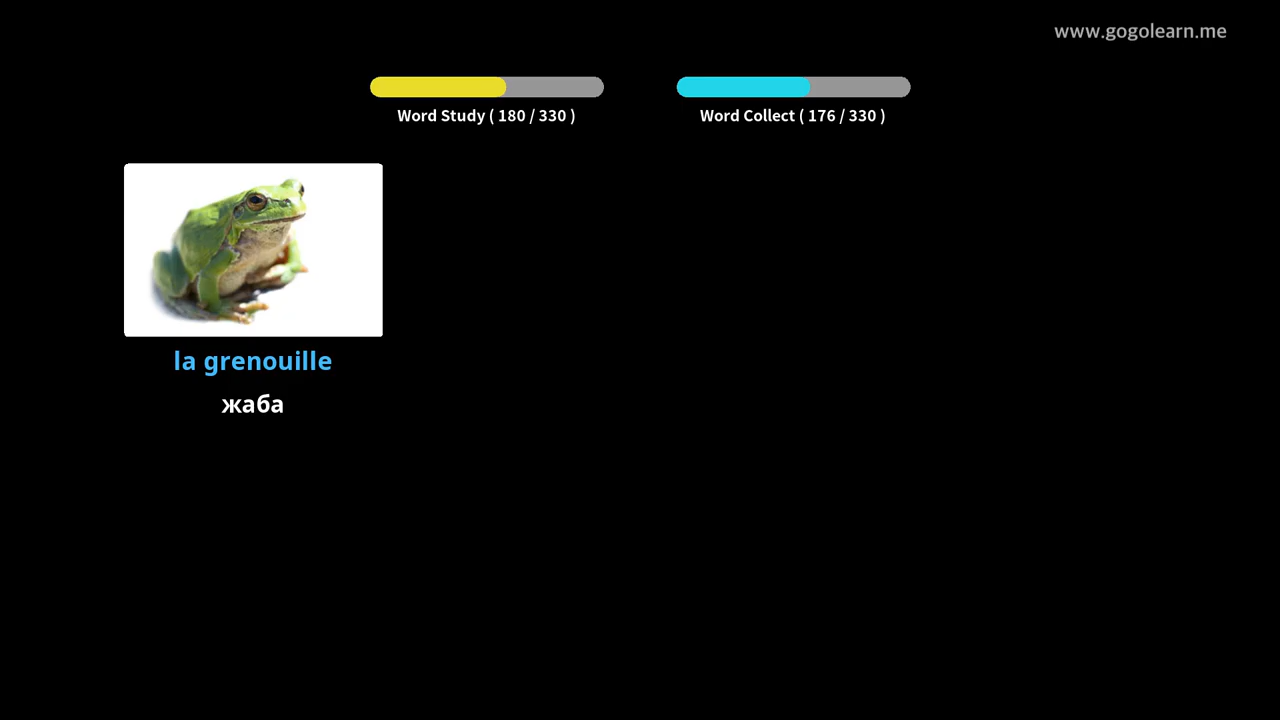 www.gogolearn.me
Word Study ( 180 / 330 )
Word Collect ( 176 / 330 )
la grenouille
жаба